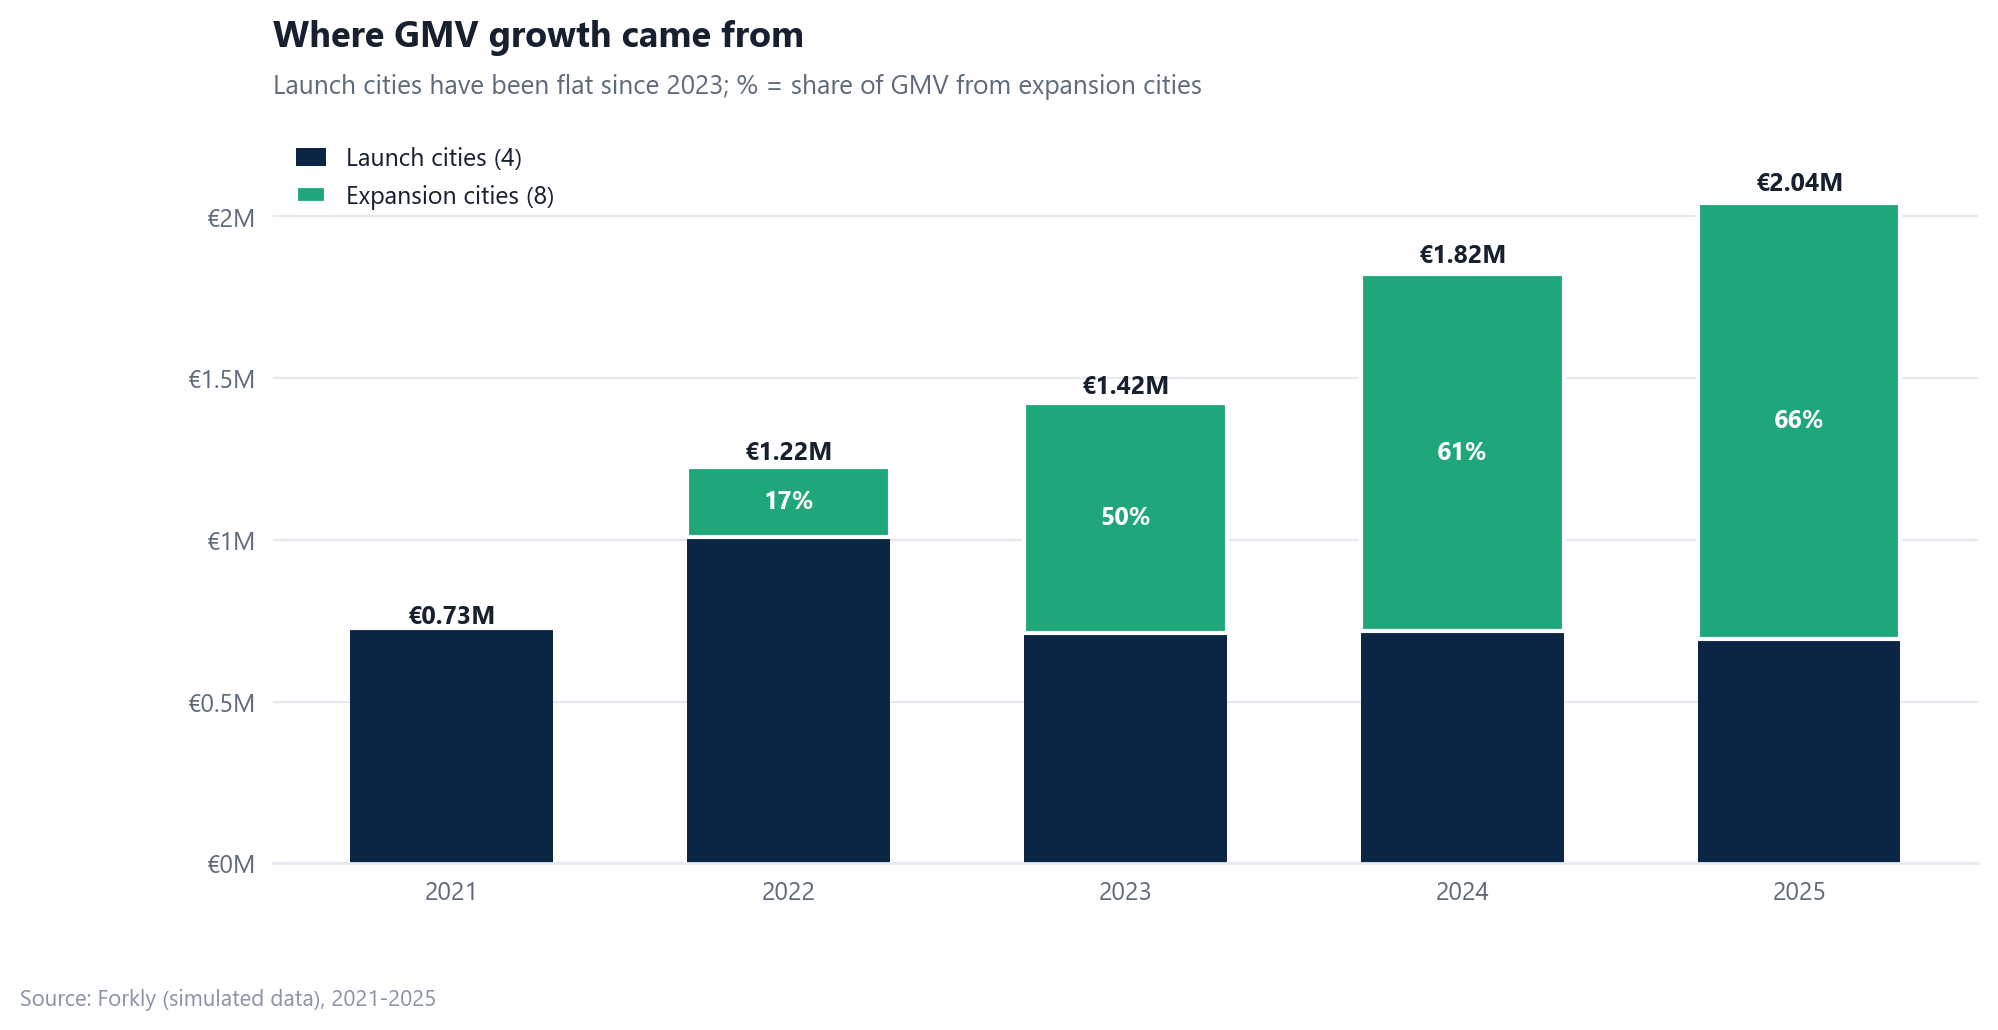 Where GMV growth came from
Launch cities have been flat since 2023; % = share of GMV from expansion cities
Launch cities (4)
Expansion cities (8)
€2M
€1.5M
€1M
€0.5M
€0M
€0.73M
€1.22M
17%
€1.42M
50%
€1.82M
61%
€2.04M
66%
2021
2022
2023
2024
2025
Source: Forkly (simulated data), 2021-2025